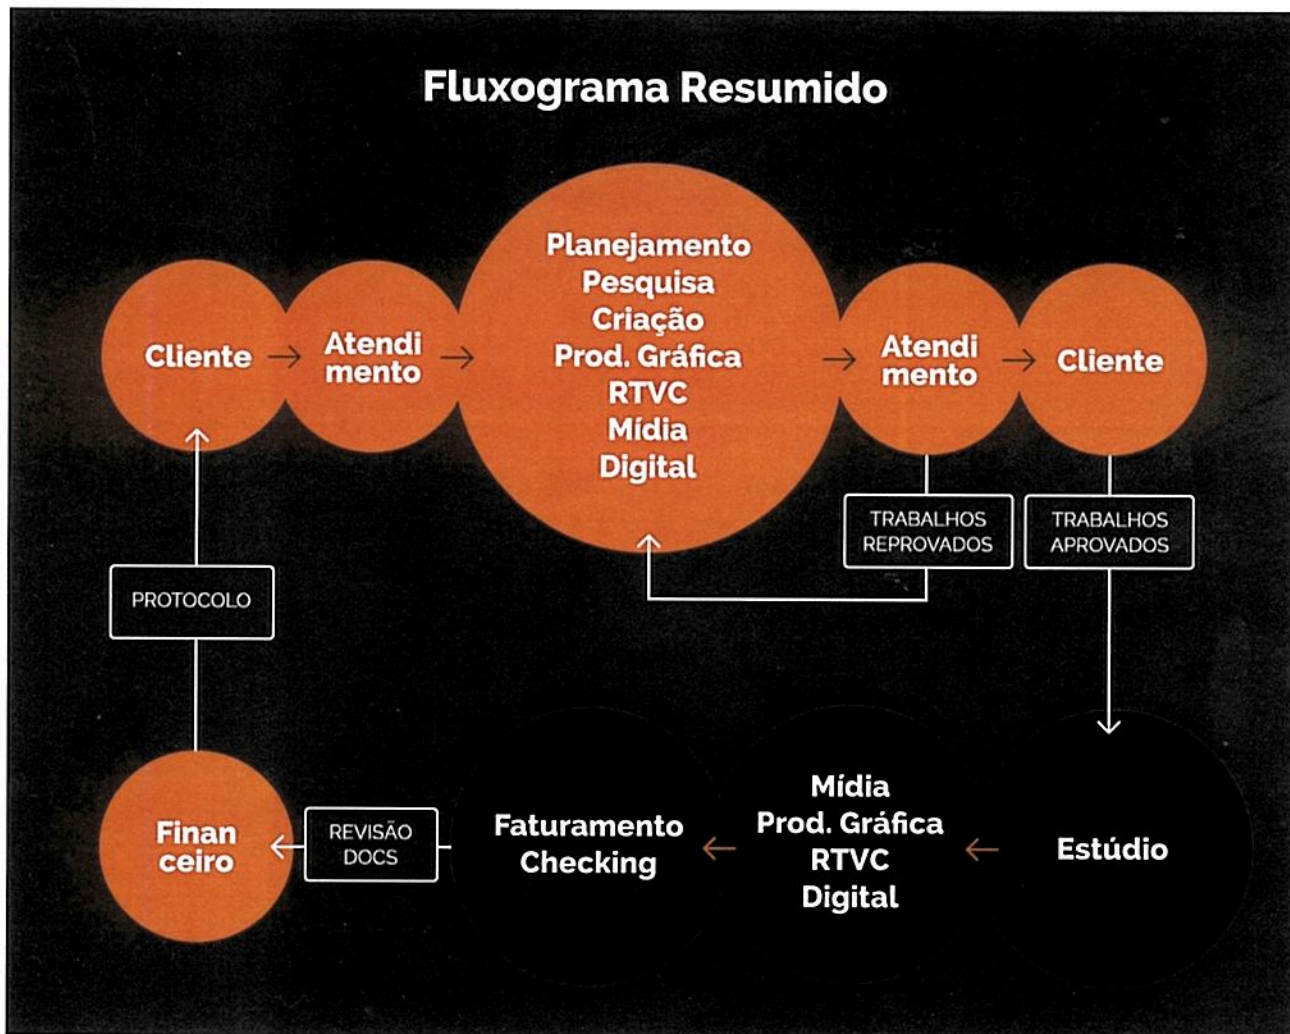 Fluxograma Resumido
Planejamento
Pesquisa
Criação
Prod. Gráfica
RTVC
Mídia
Digital
Cliente
Atendi
mento
Atendi
mento
Cliente
TRABALHOS
REPROVADOS
TRABALHOS
APROVADOS
PROTOCOLO
Finan
ceiro
REVISÃO
DOCS
Faturamento
Checking
Mídia
Prod. Gráfica
RTVC
Digital
Estúdio